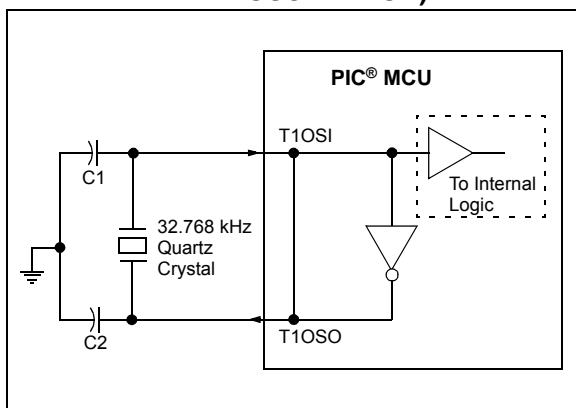 PIC® MCU
T1OSI
C1
To Internal
Logic
32.768 kHz
Quartz
Crystal
T1OSO
C2